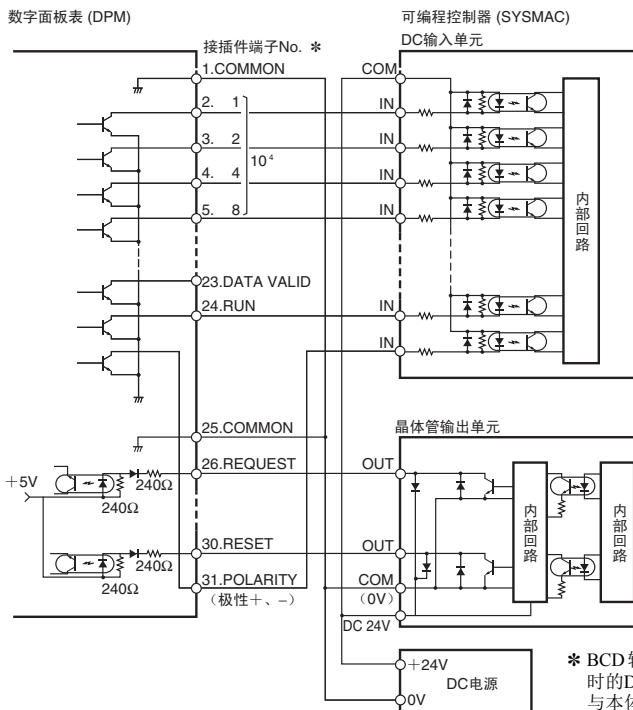 数字面板表 (DPM)
可编程控制器 (SYSMAC)
接插件端子No. *
DC输入单元
1.COMMON
COM
2. 1
IN
3. 2
IN
10⁴
4. 4
IN
5. 8
IN
内部回路
23.DATA VALID
24.RUN
IN
IN
25.COMMON
晶体管输出单元
26.REQUEST
OUT
+5V
240Ω
240Ω
内部回路
内部回路
30.RESET
OUT
240Ω
240Ω
31.POLARITY
(极性+、-)
COM
(0V)
DC 24V
+24V
DC电源
0V
* BCD输
时的D
与本体